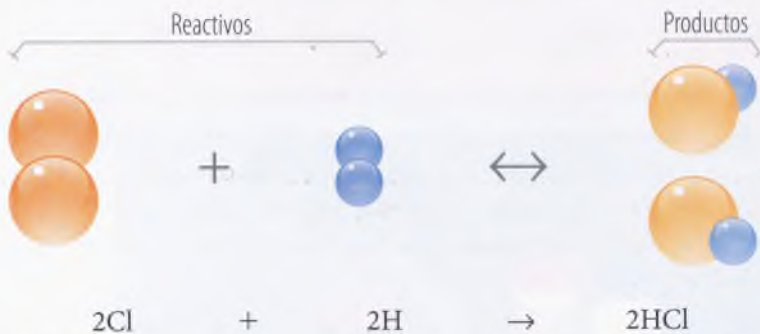 Reactivos Productos
+ ↔
2Cl + 2H → 2HCl